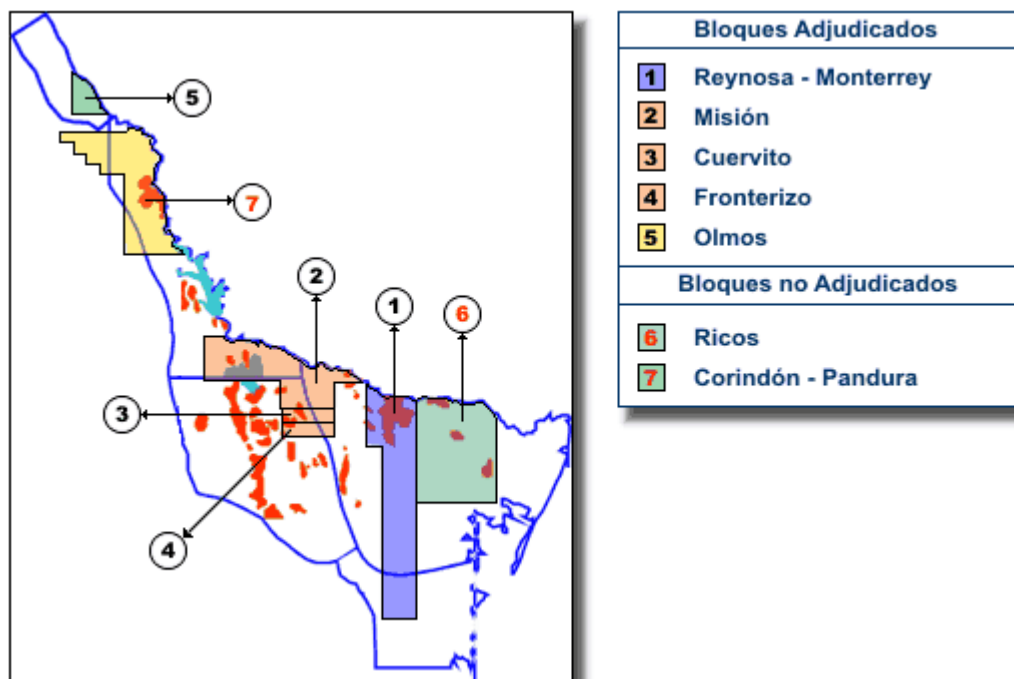 5
7
2
1
6
3
4
Bloques Adjudicados
1 Reynosa - Monterrey
2 Misión
3 Cuervito
4 Fronterizo
5 Olmos
Bloques no Adjudicados
6 Ricos
7 Corindón - Pandura